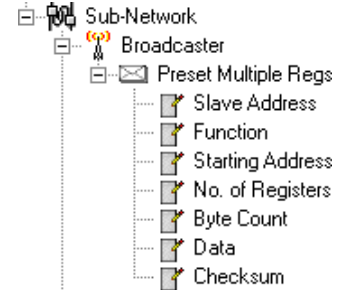 Sub-Network
Broadcaster
Preset Multiple Regs
Slave Address
Function
Starting Address
No. of Registers
Byte Count
Data
Checksum